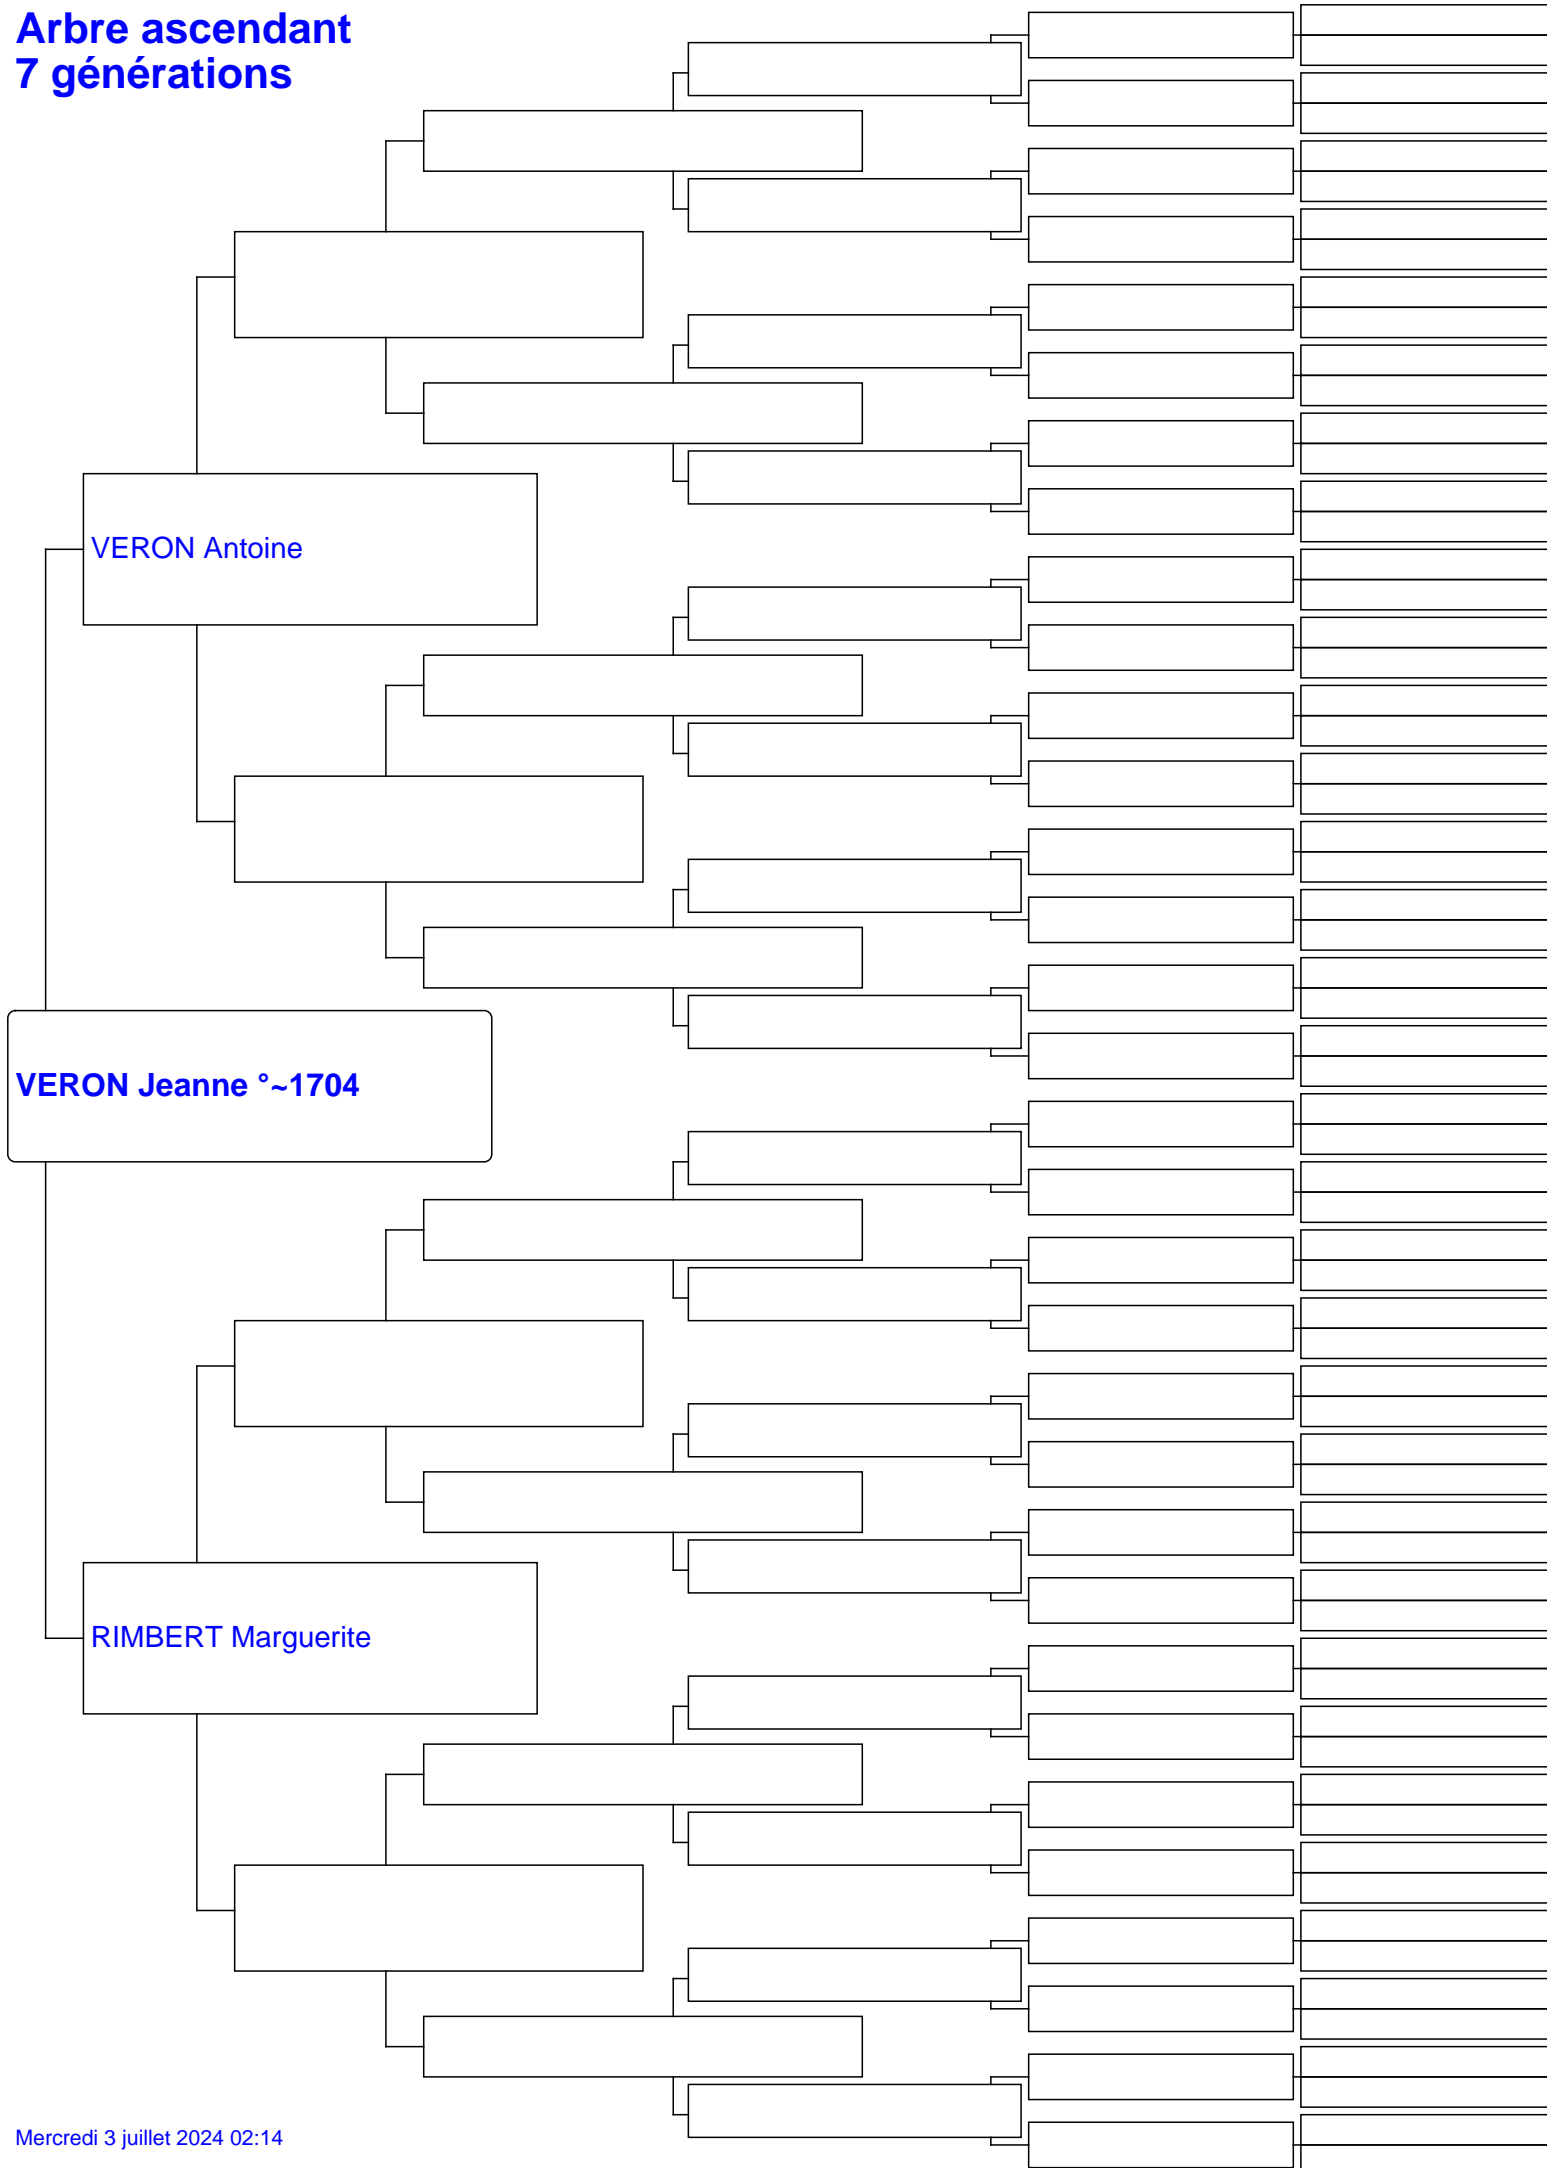 Arbre ascendant
7 générations
VERON Antoine
VERON Jeanne °~1704
RIMBERT Marguerite
Mercredi 3 juillet 2024 02:14